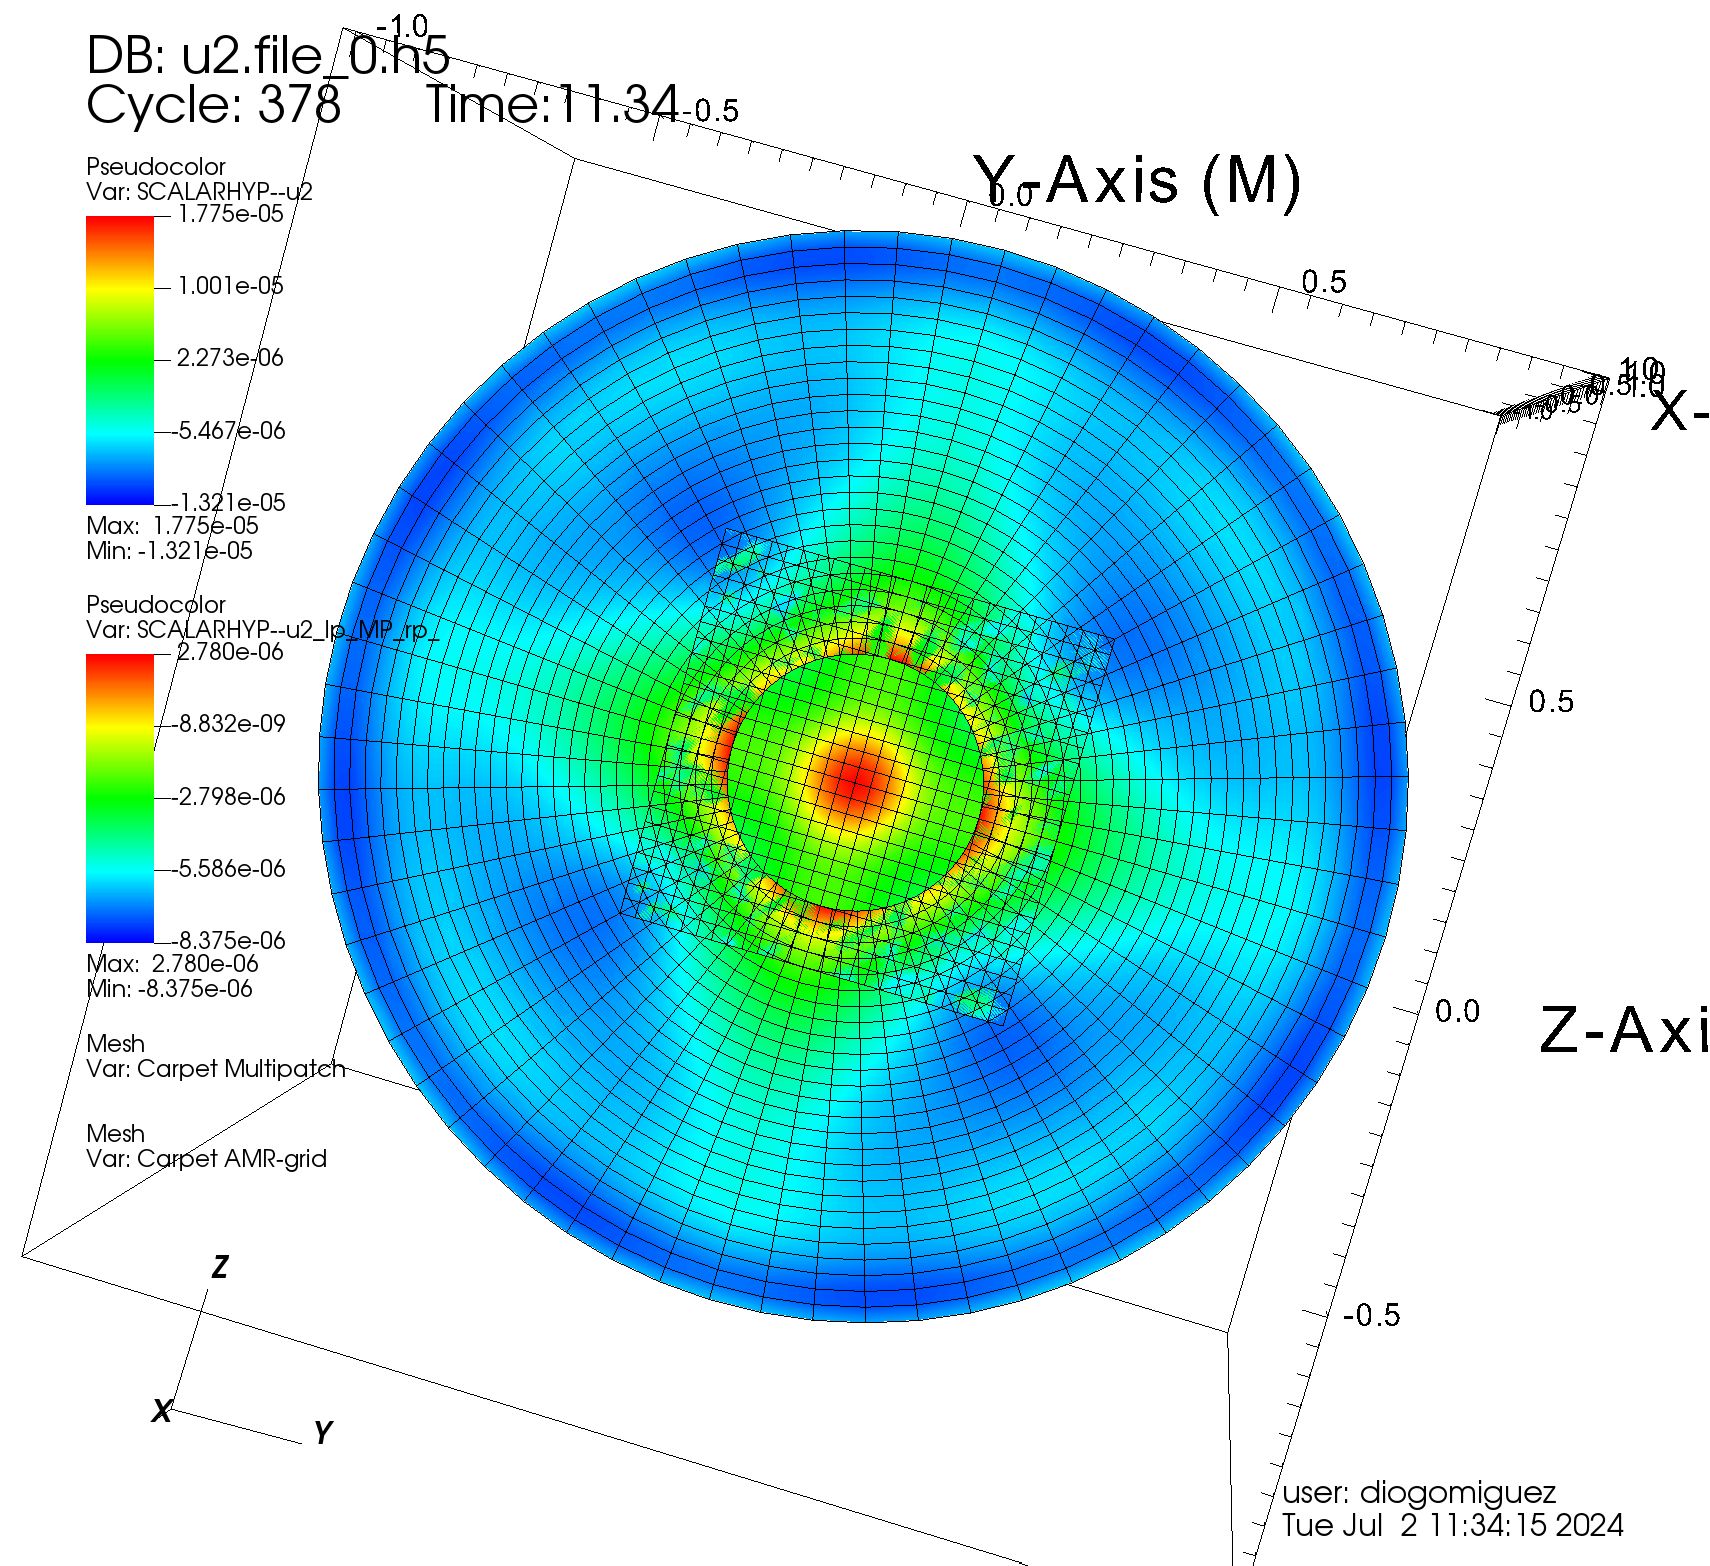 DB: u2.file_0.h5
Cycle: 378 Time:11.34
Pseudocolor
Var: SCALARHYP--u2
1.775e-05
1.001e-05
2.273e-06
-5.467e-06
-1.321e-05
Max: 1.775e-05
Min: -1.321e-05
Pseudocolor
Var: SCALARHYP--u2_lp_MP_rp_
2.780e-06
-8.832e-09
-2.798e-06
-5.586e-06
-8.375e-06
Max: 2.780e-06
Min: -8.375e-06
Mesh
Var: Carpet Multipatch
Mesh
Var: Carpet AMR-grid
-1.0
-0.5
Y-Axis (M)
0.0
0.5
1.0
X-
0.5
0.0
Z-Axi
-0.5
Z
X
Y
user: diogomiguez
Tue Jul 2 11:34:15 2024